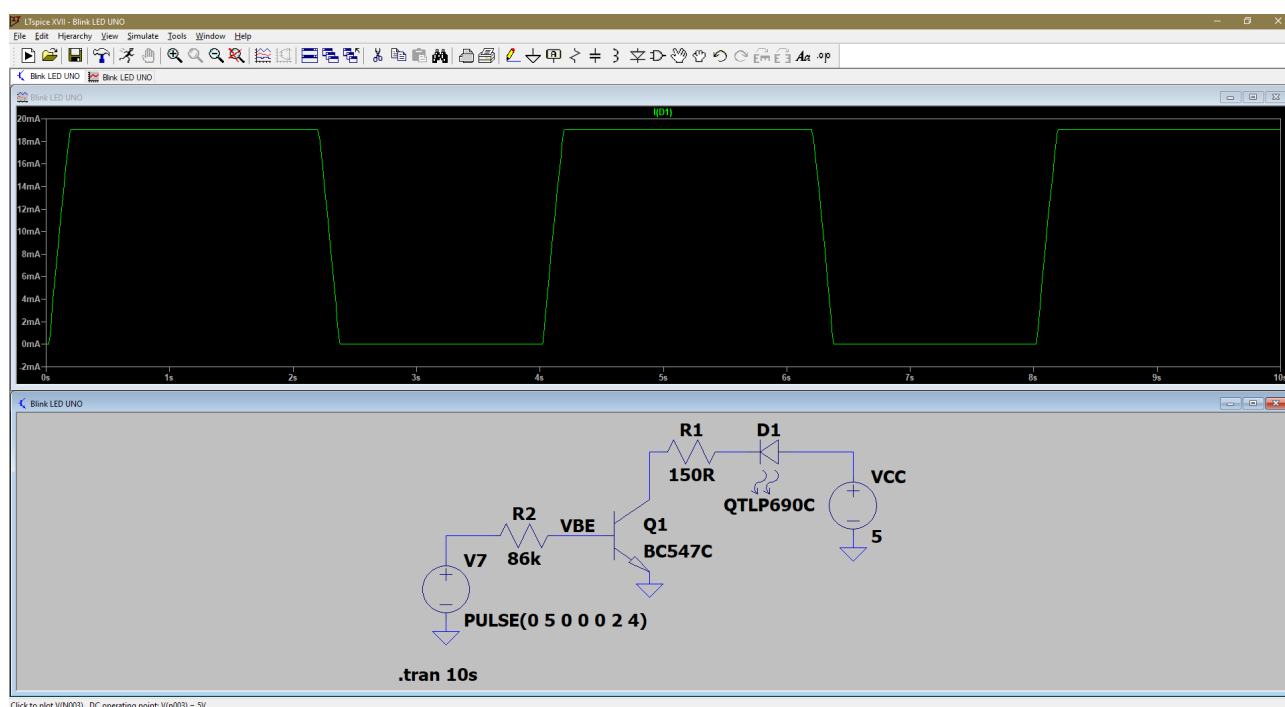 LTspice XVII - Blink LED UNO
File Edit Hierarchy View Simulate Tools Window Help
Blink LED UNO Blink LED UNO
Blink LED UNO
I(D1)
20mA
18mA
16mA
14mA
12mA
10mA
8mA
6mA
4mA
2mA
0mA
-2mA
0s 1s 2s 3s 4s 5s 6s 7s 8s 9s 10s
Blink LED UNO
R1 D1
150R
VCC
QTLP690C
R2 VBE Q1
5
BC547C
V7 86k
PULSE(0 5 0 0 0 2 4)
.tran 10s
Click to plot V(N003). DC operating point: V(n003) = 5V